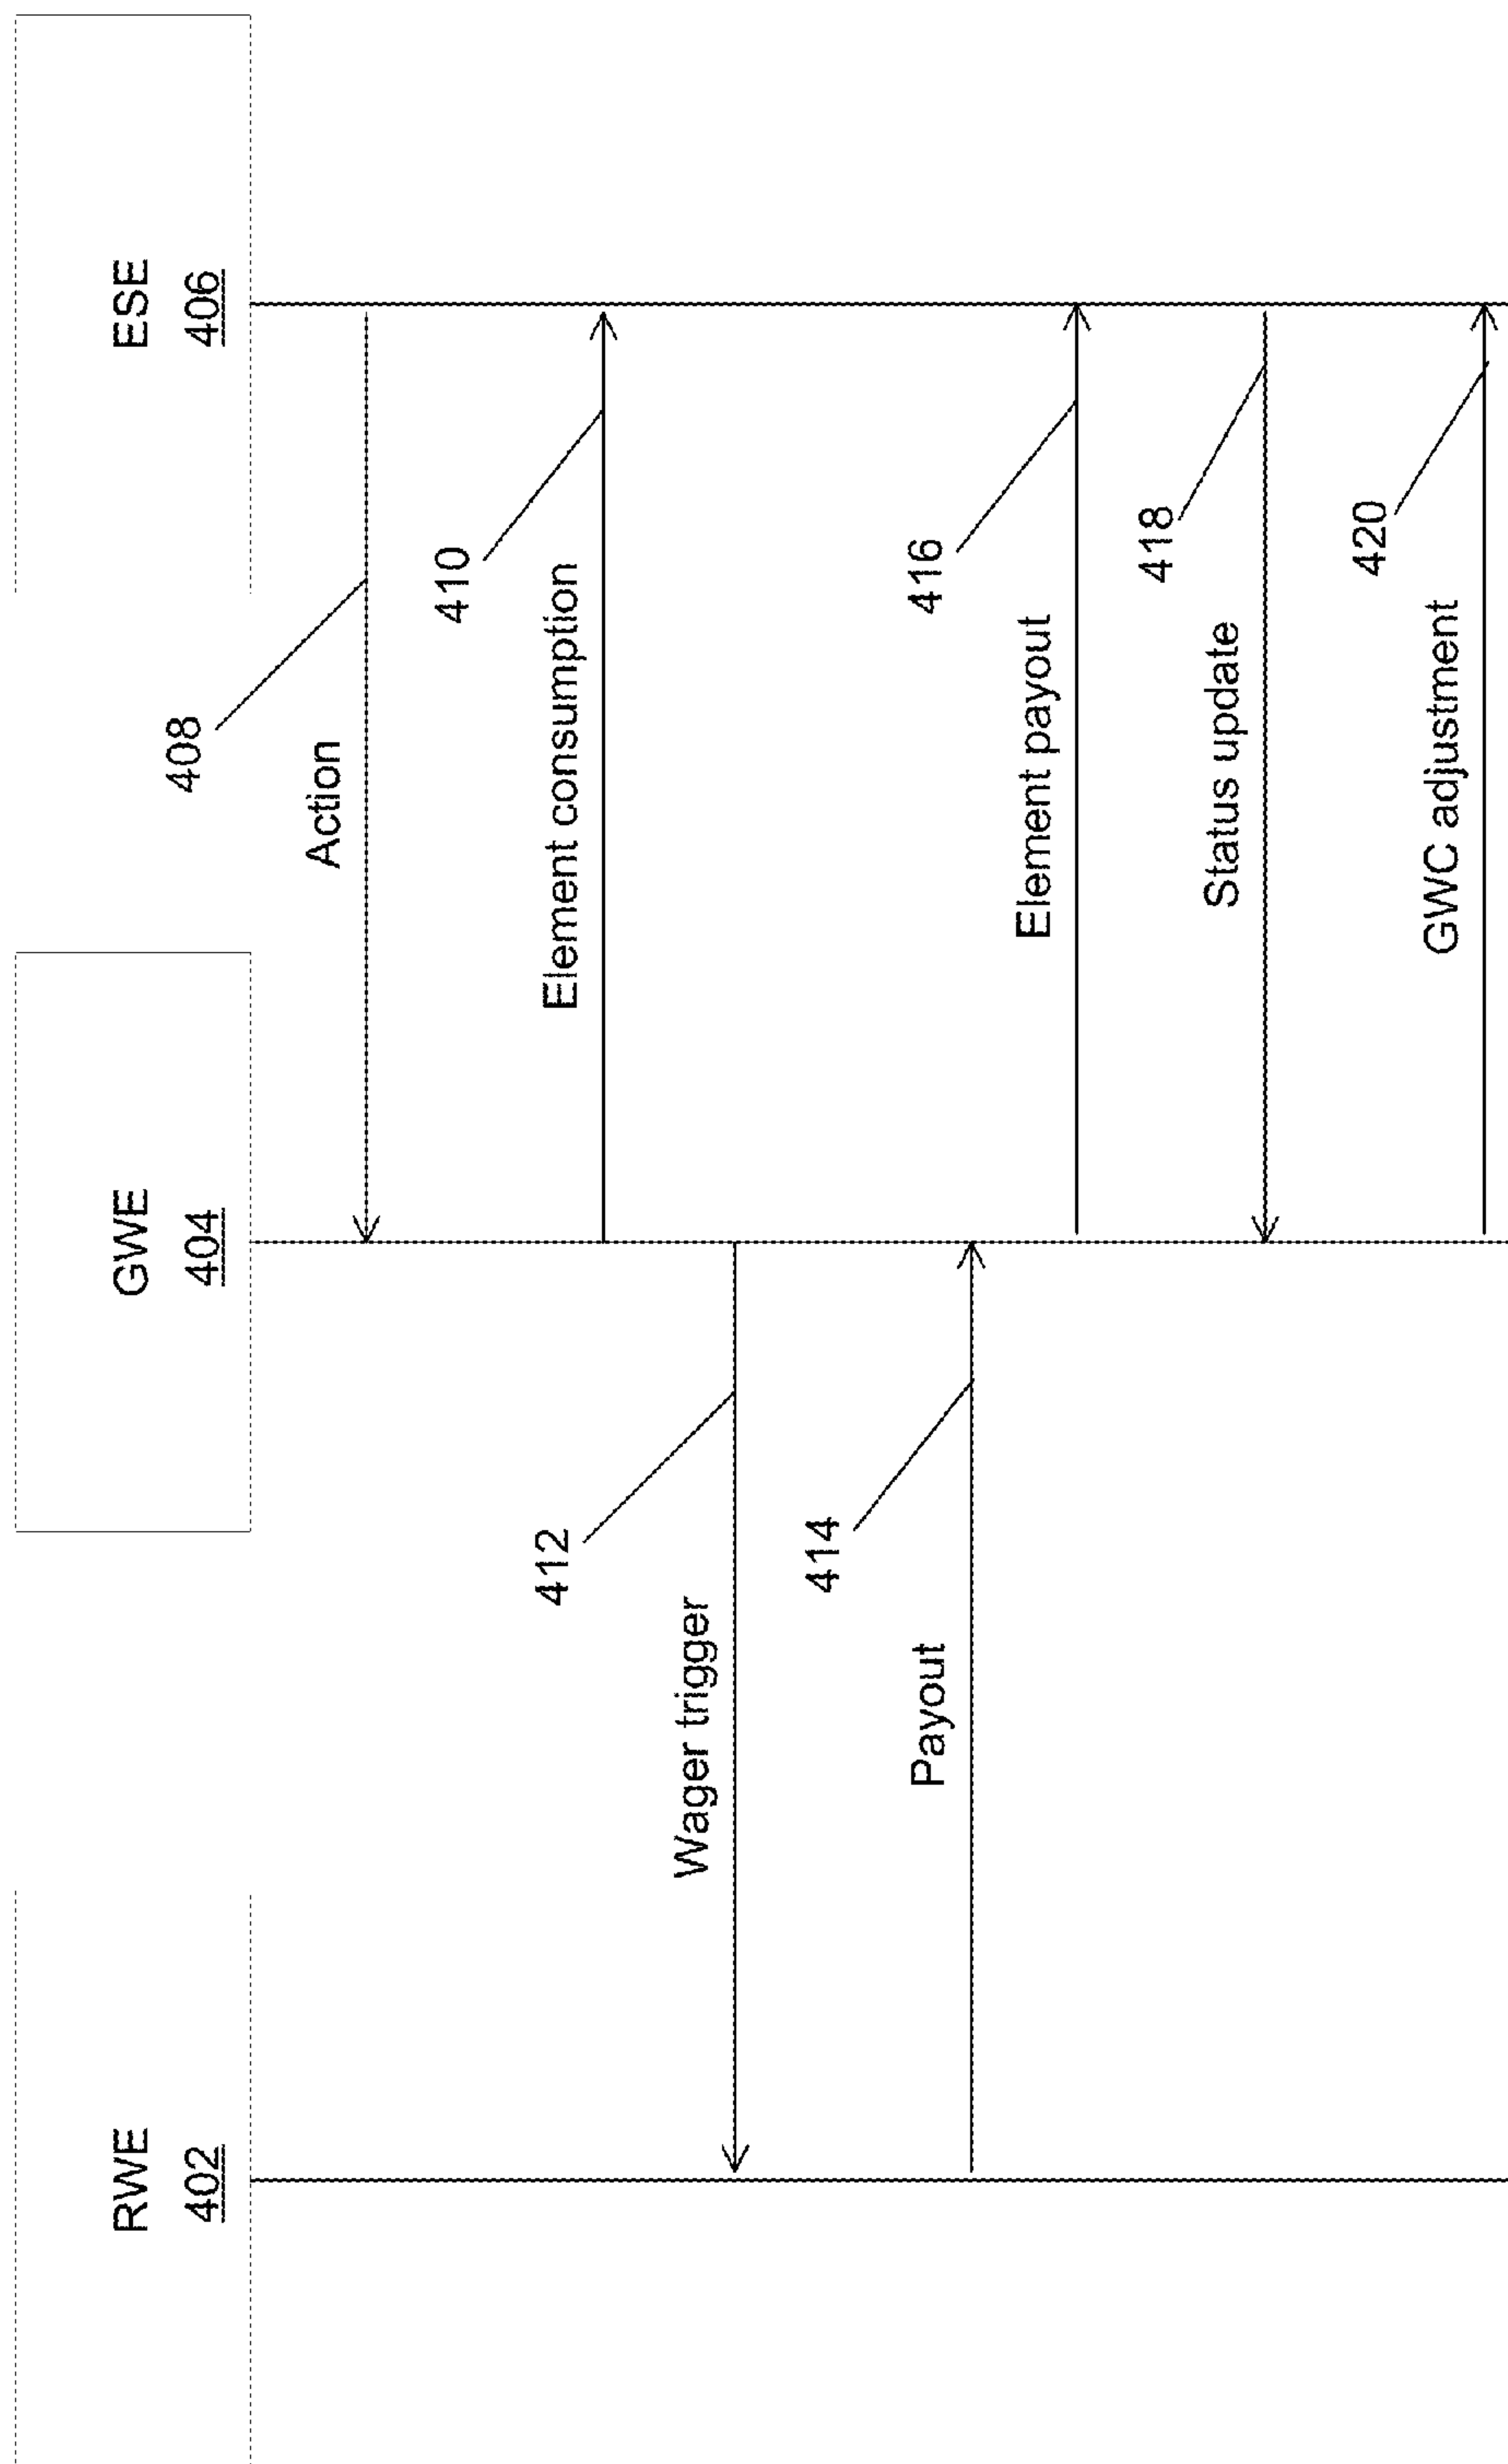 RWE
402
GWE
404
ESE
406
408
Action
410
Element consumption
412
Wager trigger
414
Payout
416
Element payout
418
Status update
420
GWC adjustment